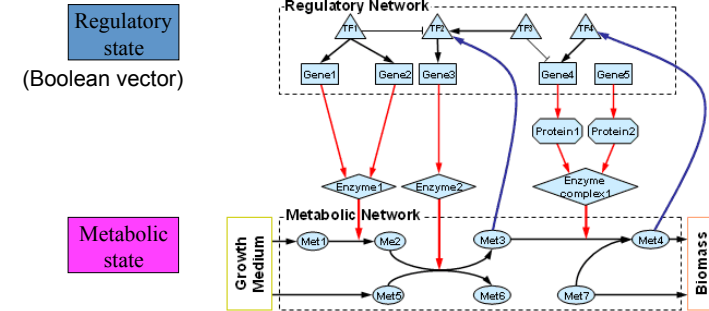 Regulatory Network
Regulatory
state
(Boolean vector)
TF1
TF2
TF3
TF4
Gene1
Gene2
Gene3
Gene4
Gene5
Protein1
Protein2
Enzyme1
Enzyme2
Enzyme
complex1
Metabolic
state
Metabolic Network
Growth
Medium
Met1
Me2
Met3
Met4
Met5
Met6
Met7
Biomass